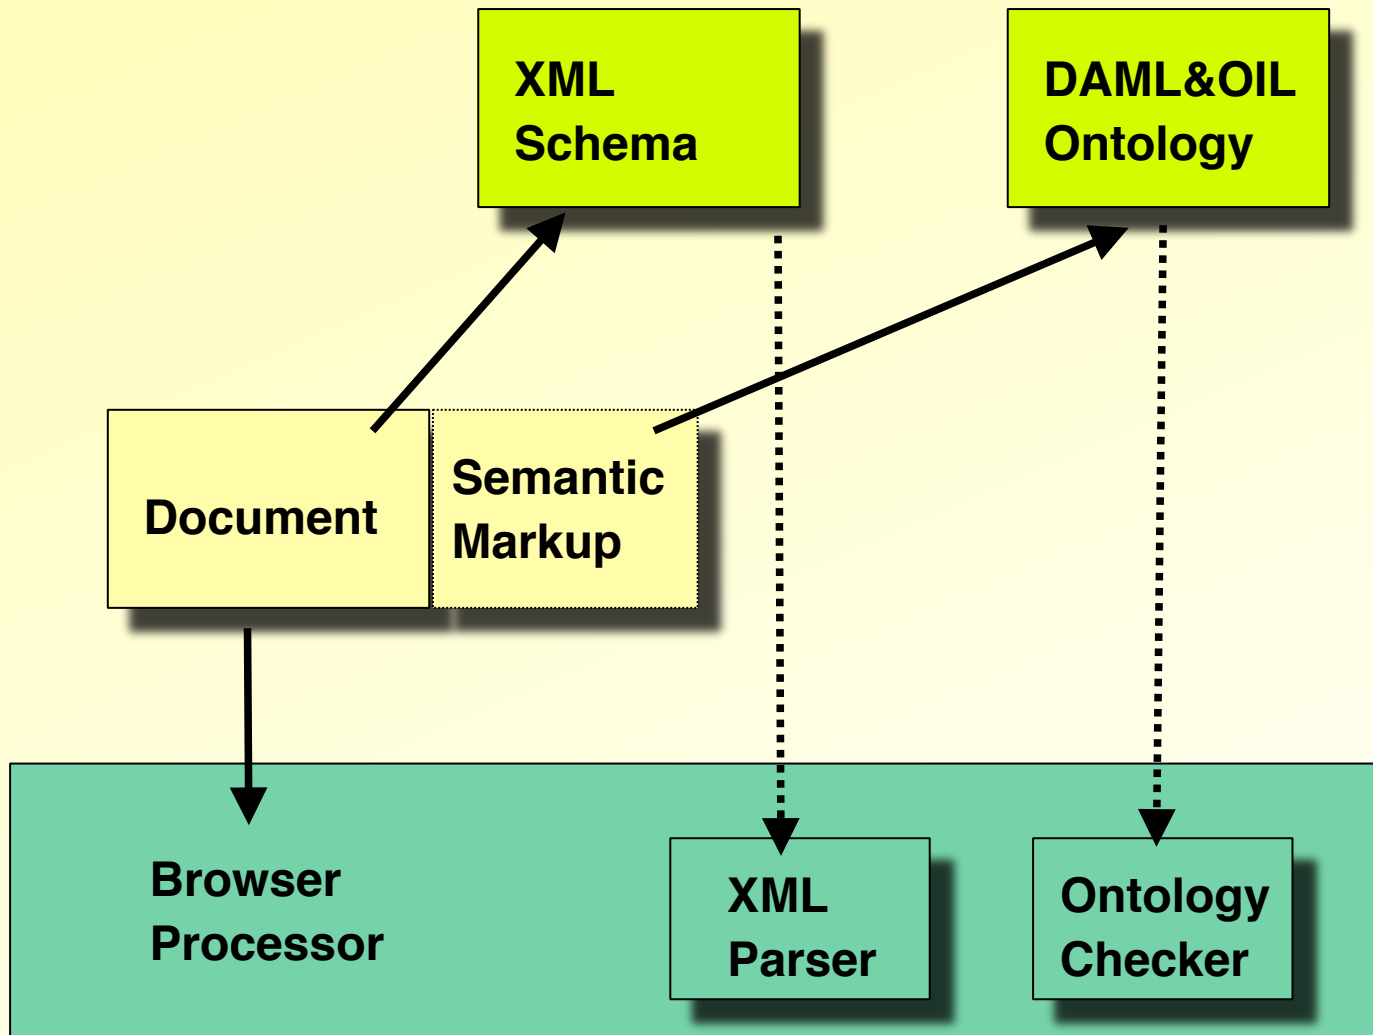 XML
Schema
DAML&OIL
Ontology
Document
Semantic
Markup
Browser
Processor
XML
Parser
Ontology
Checker